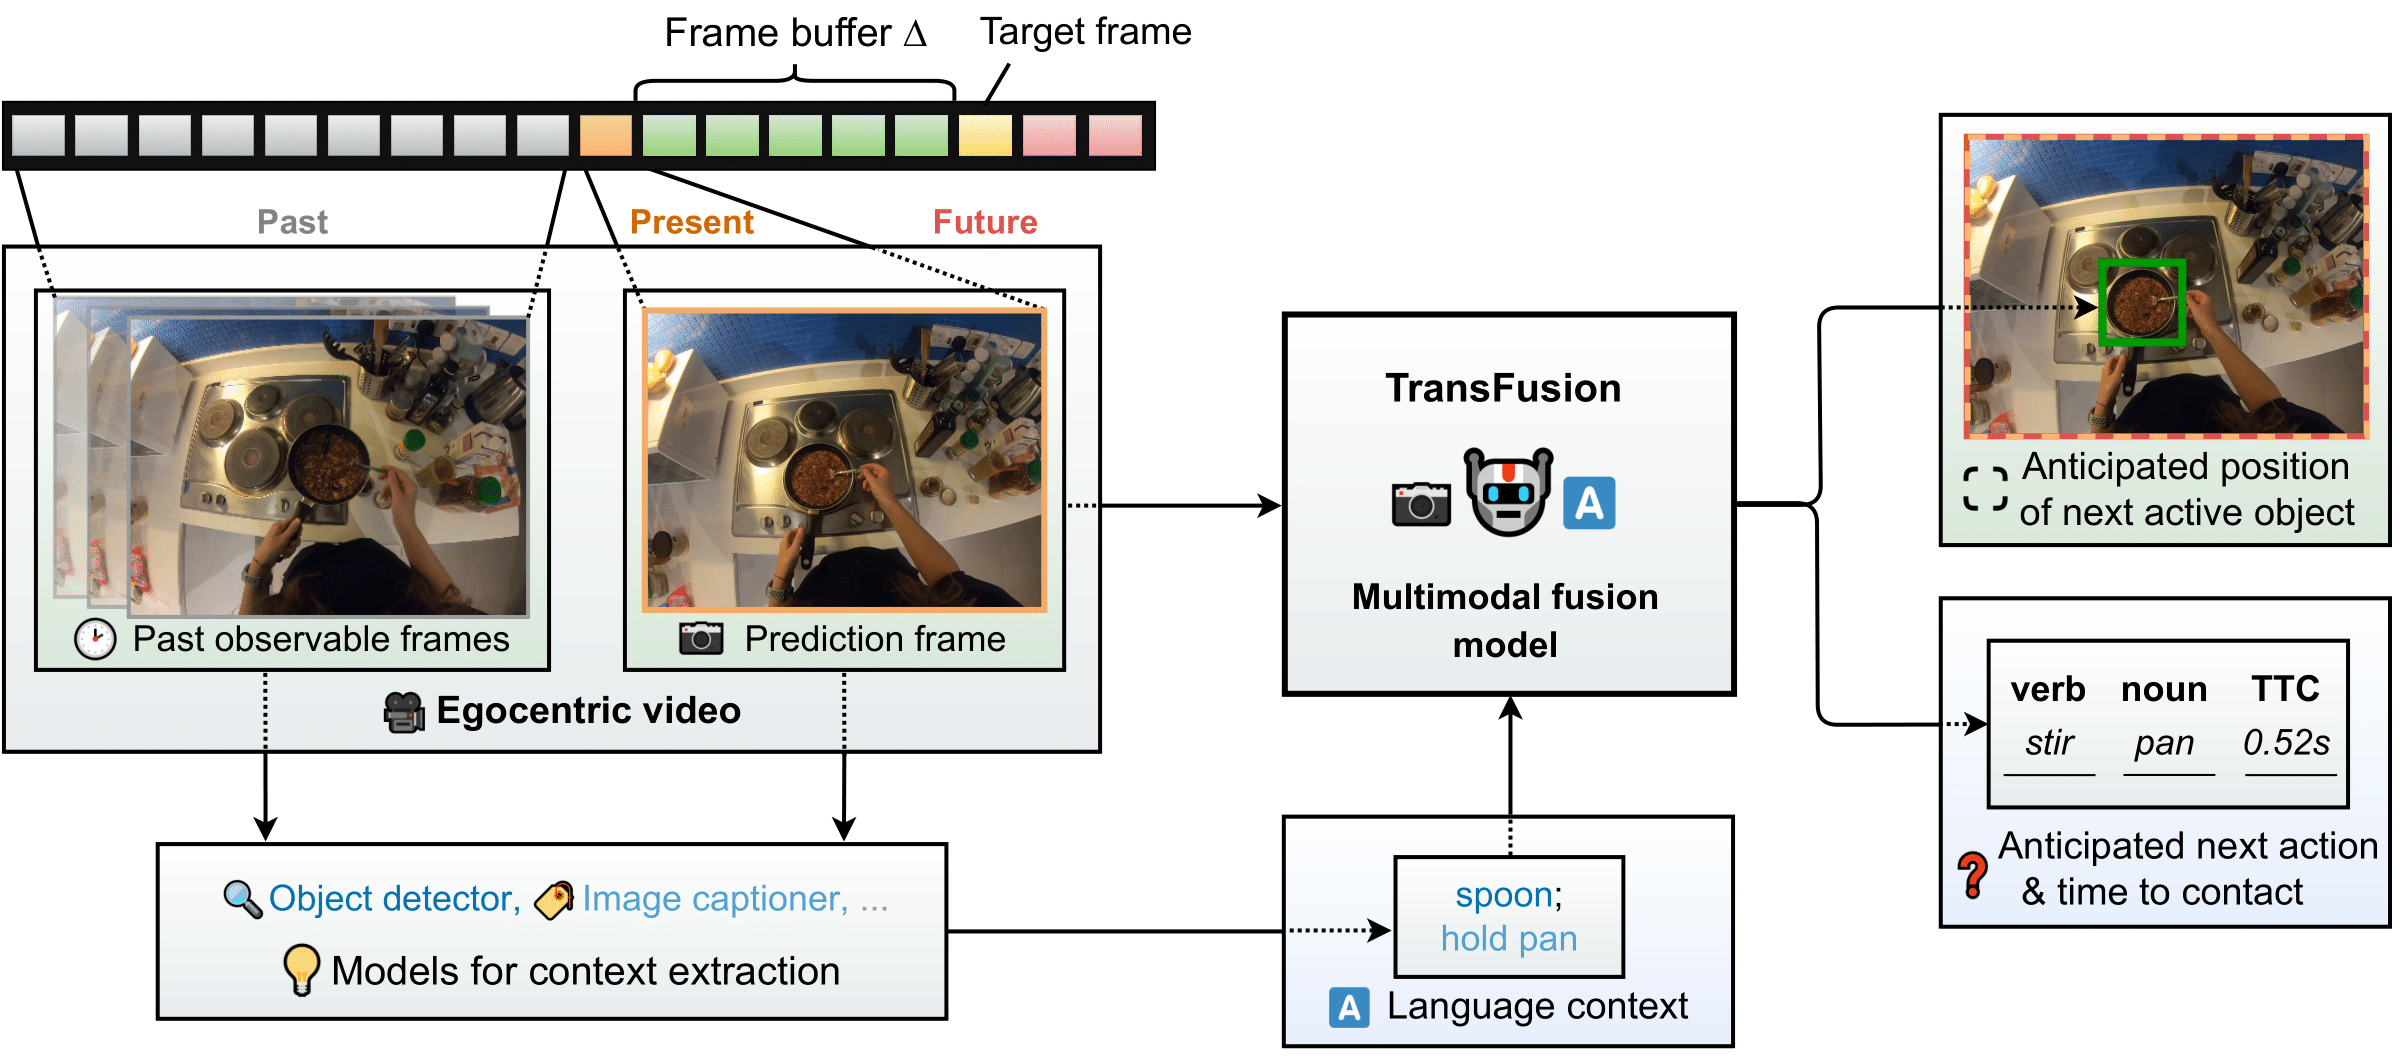 Frame buffer Δ
Target frame
Past
Present
Future
Past observable frames
Prediction frame
Egocentric video
Object detector, Image captioner, ...
Models for context extraction
TransFusion
A
Multimodal fusion
model
spoon;
hold pan
A Language context
Anticipated position
of next active object
verb noun TTC
stir pan 0.52s
? Anticipated next action
& time to contact